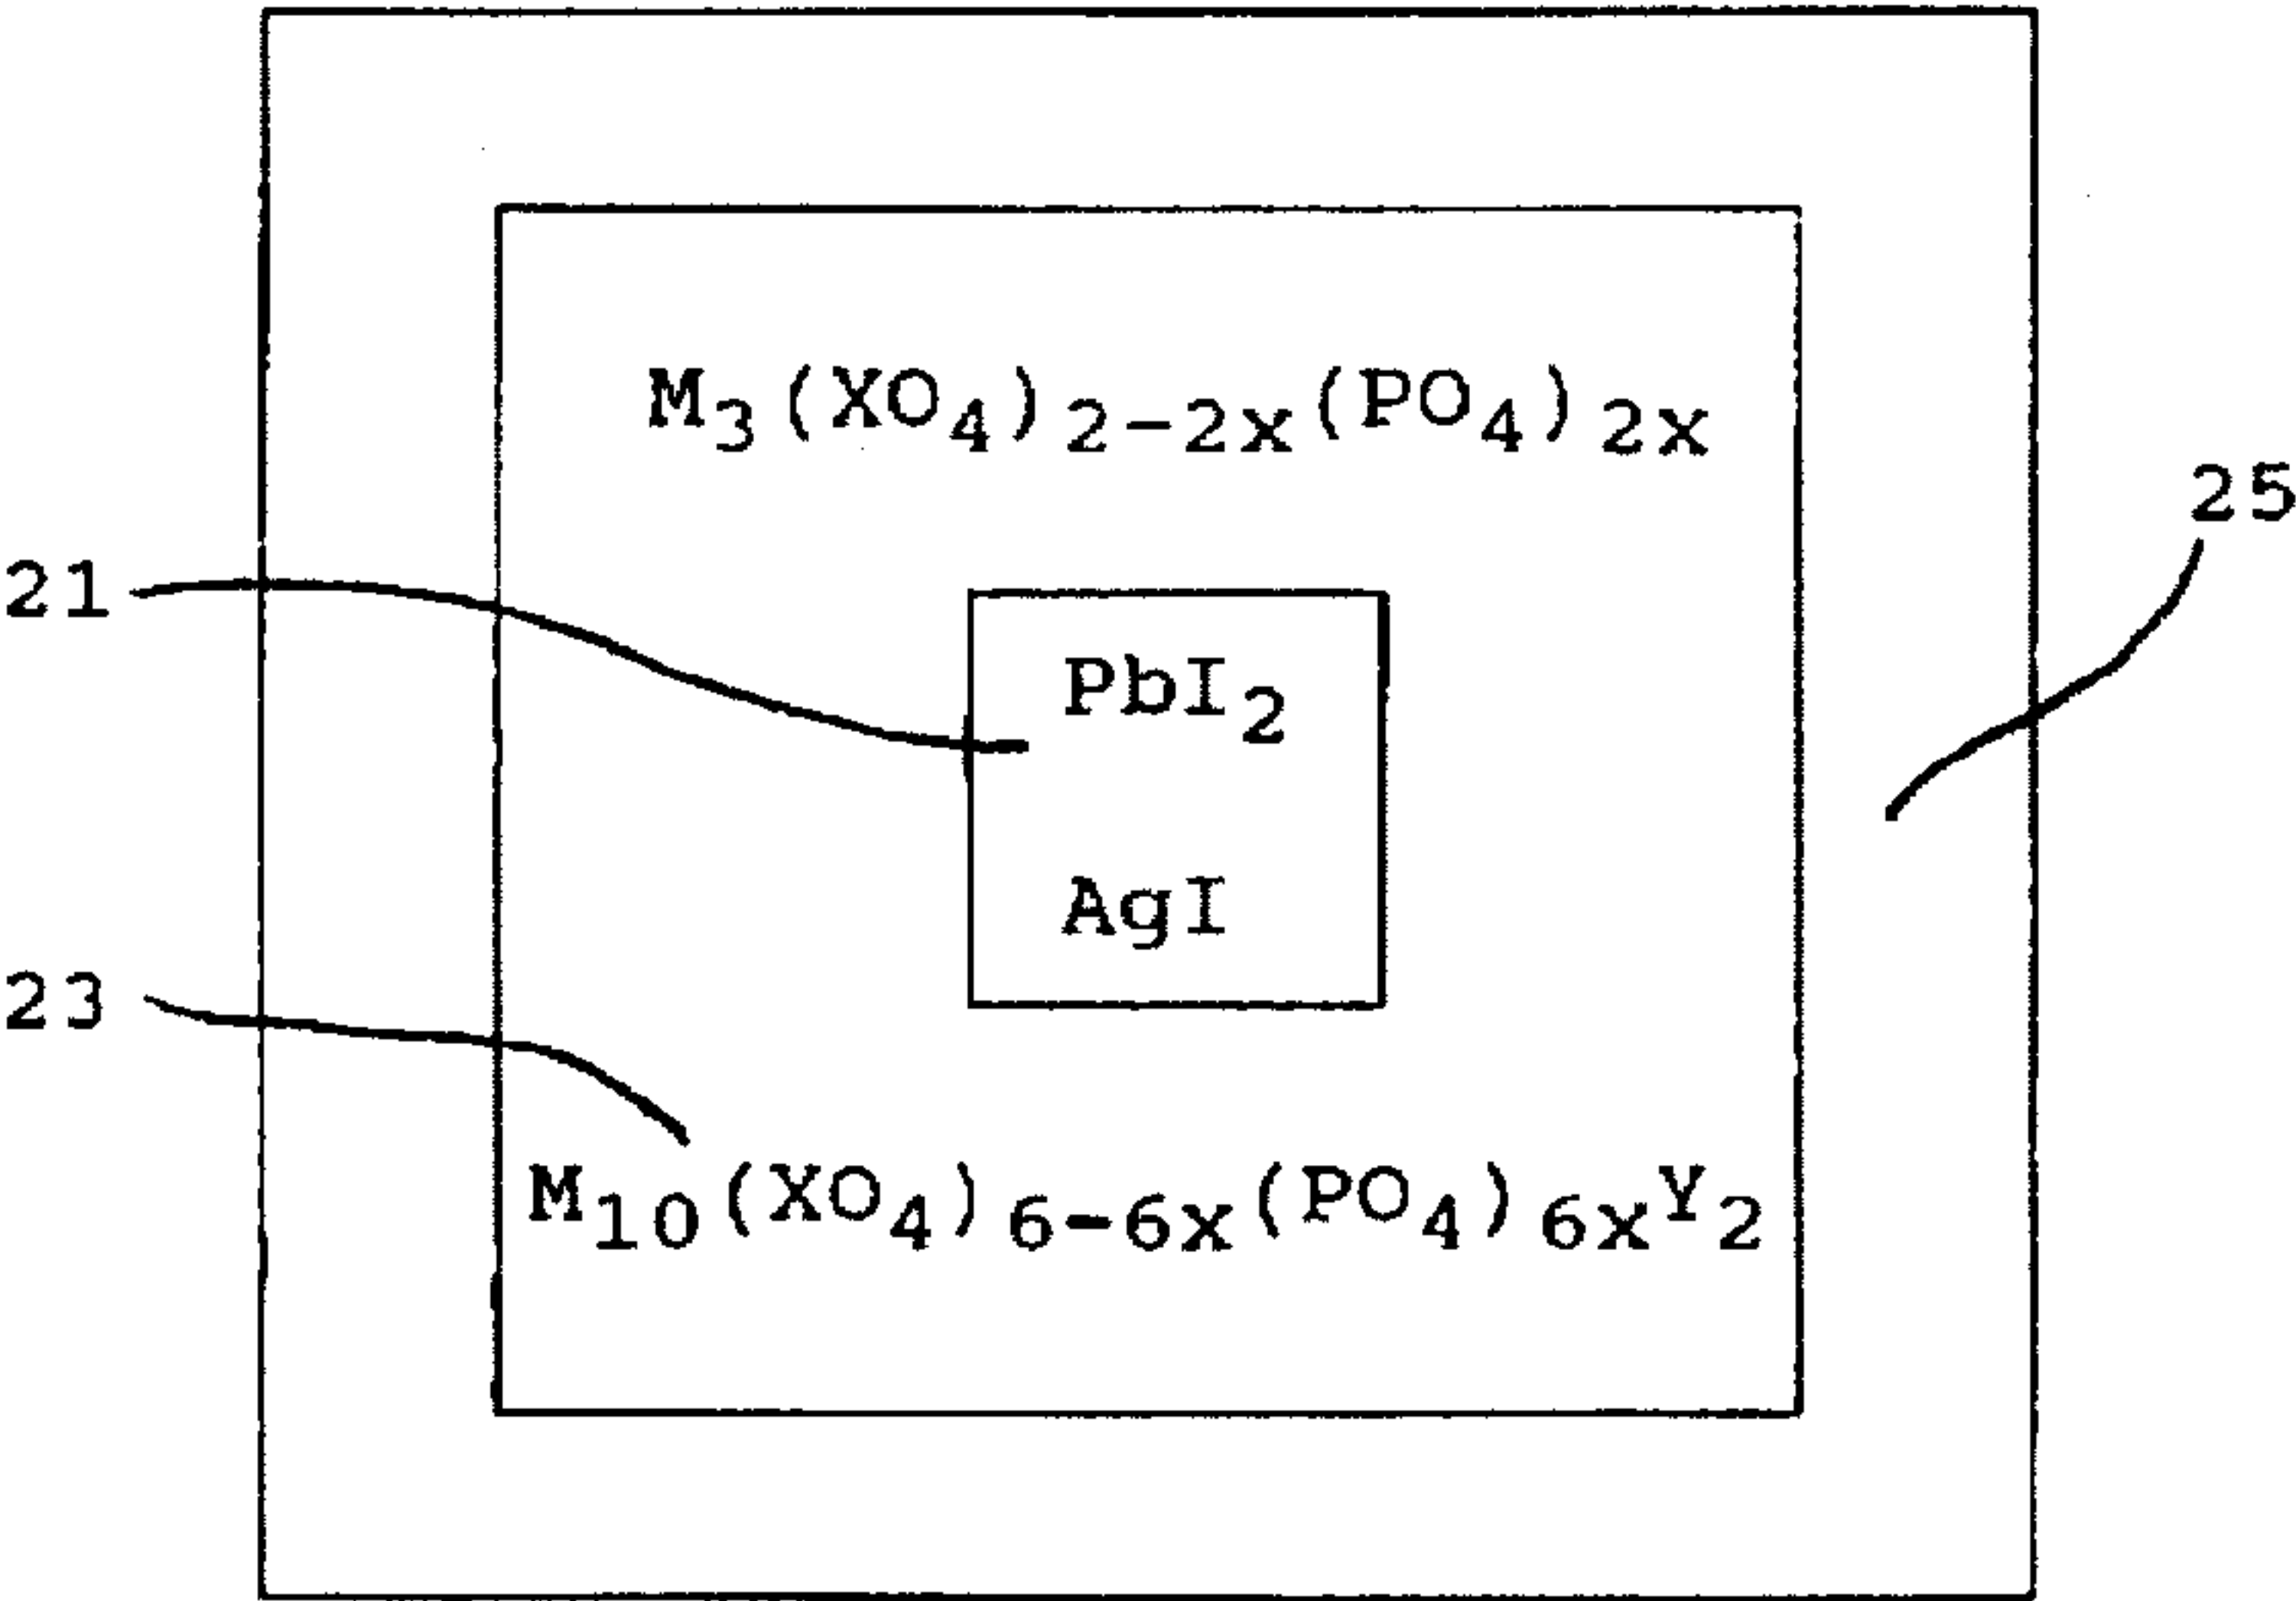 M₃(XO₄)₂₋₂ₓ(PO₄)₂ₓ
25
21
PbI₂
AgI
23
M₁₀(XO₄)₆₋₆ₓ(PO₄)₆ₓY₂